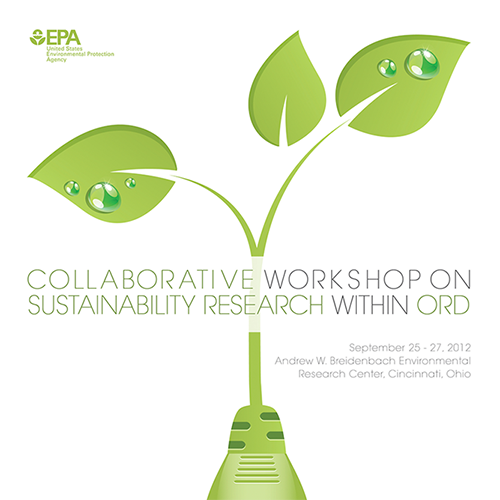 EPA
United States
Environmental Protection
Agency
COLLABORATIVE WORKSHOP ON
SUSTAINABILITY RESEARCH WITHIN ORD
September 25 - 27, 2012
Andrew W. Breidenbach Environmental
Research Center, Cincinnati, Ohio